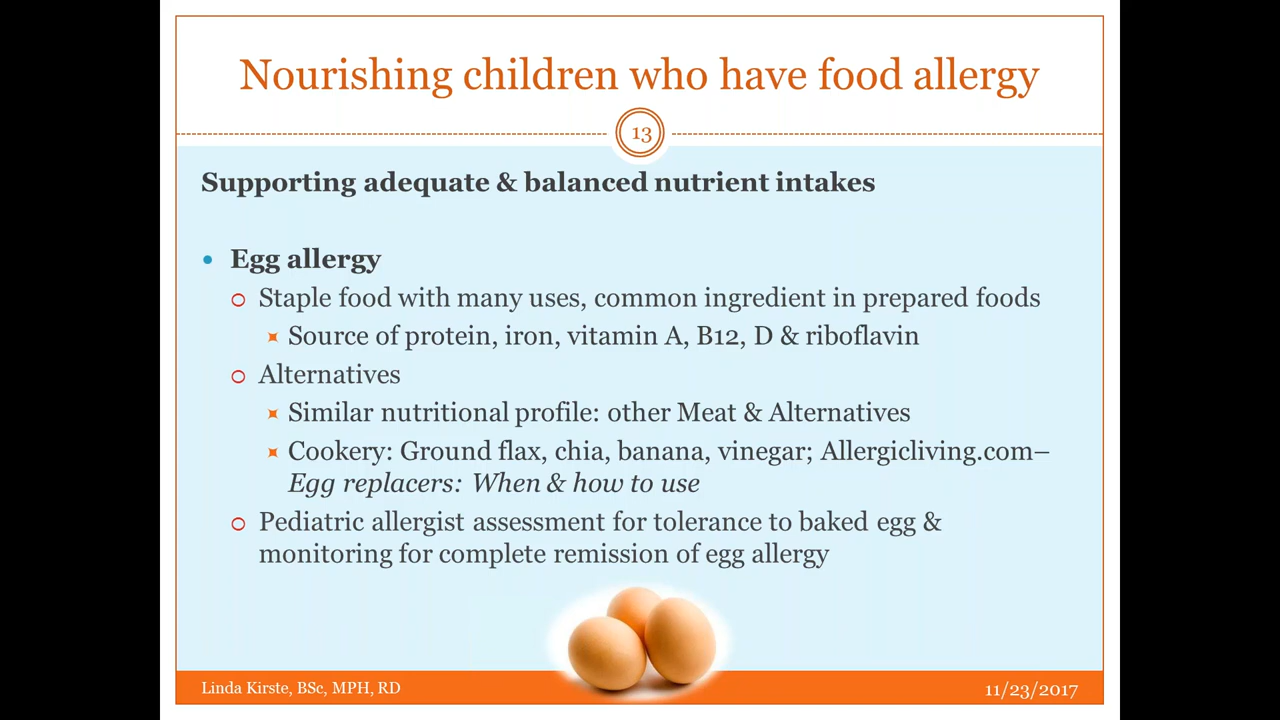 Nourishing children who have food allergy
13
Supporting adequate & balanced nutrient intakes
Egg allergy
Staple food with many uses, common ingredient in prepared foods
Source of protein, iron, vitamin A, B12, D & riboflavin
Alternatives
Similar nutritional profile: other Meat & Alternatives
Cookery: Ground flax, chia, banana, vinegar; Allergicliving.com–
Egg replacers: When & how to use
Pediatric allergist assessment for tolerance to baked egg &
monitoring for complete remission of egg allergy
Linda Kirste, BSc, MPH, RD
11/23/2017